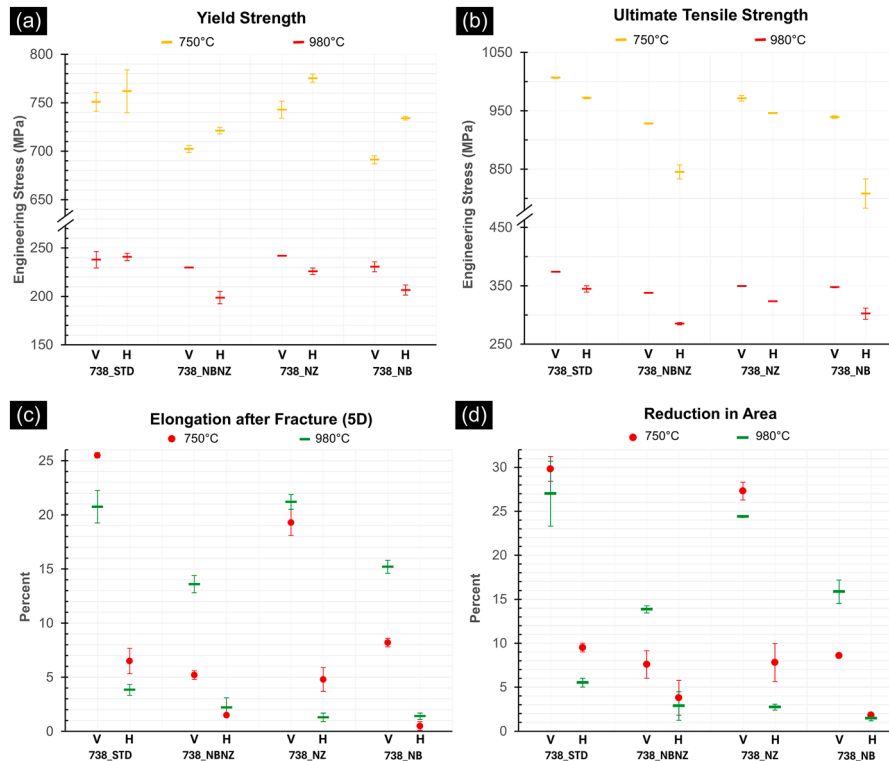 (a)
Yield Strength
750°C 980°C
800
750
700
650
250
200
150
Engineering Stress (MPa)
V H V H V H V H
738_STD 738_NBNZ 738_NZ 738_NB
(b)
Ultimate Tensile Strength
750°C 980°C
1050
950
850
450
350
250
Engineering Stress (MPa)
V H V H V H V H
738_STD 738_NBNZ 738_NZ 738_NB
(c)
Elongation after Fracture (5D)
750°C 980°C
25
20
15
10
5
0
Percent
V H V H V H V H
738_STD 738_NBNZ 738_NZ 738_NB
(d)
Reduction in Area
750°C 980°C
30
25
20
15
10
5
0
Percent
V H V H V H V H
738_STD 738_NBNZ 738_NZ 738_NB